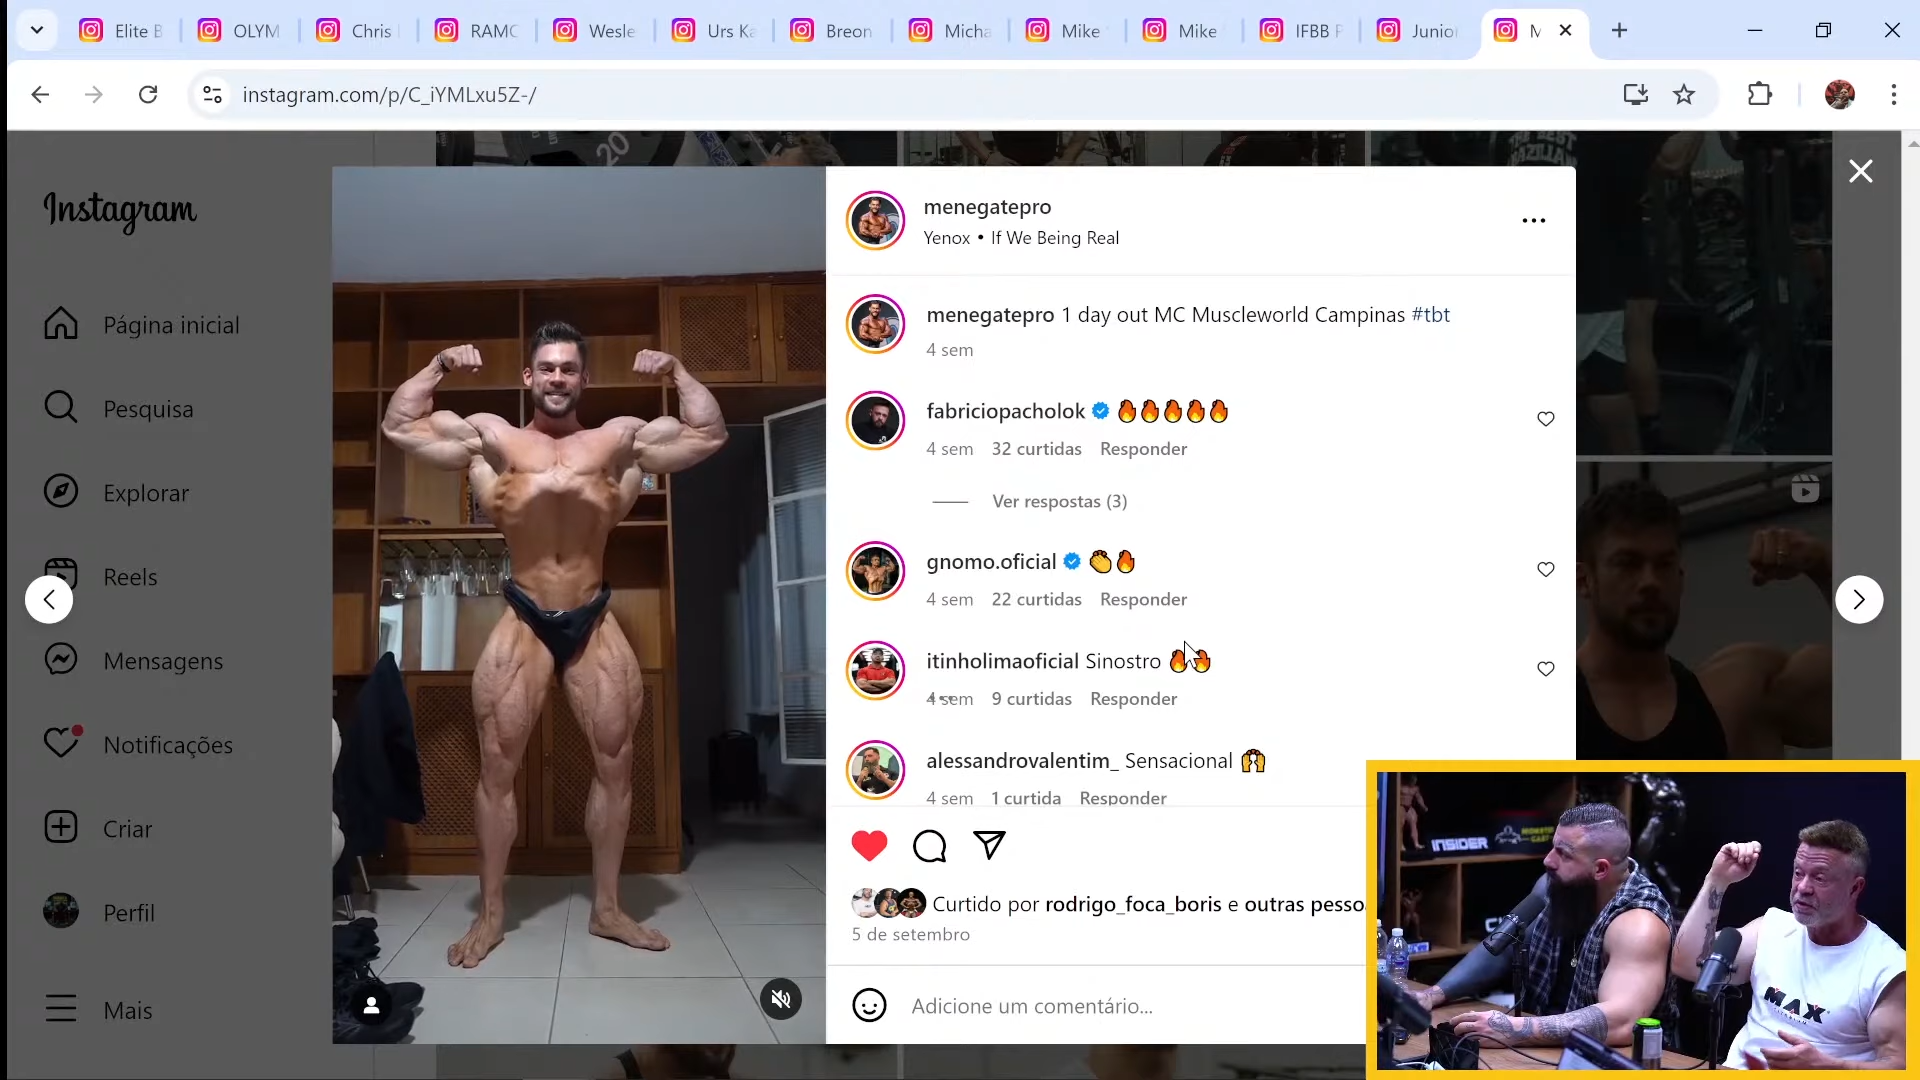 Elite B
OLYM
Chris
RAMO
Wesle
Urs Ka
Breon
Micha
Mike
Mike
IFBB P
Junio
M
instagram.com/p/C_iYMLxu5Z-/
Instagram
Página inicial
Pesquisa
Explorar
Reels
Mensagens
Notificações
Criar
Perfil
Mais
20
menegatepro
Yenox • If We Being Real
menegatepro 1 day out MC Muscleworld Campinas #tbt
4 sem
fabriciopacholok 🔥🔥🔥🔥🔥
4 sem 32 curtidas Responder
Ver respostas (3)
gnomo.oficial 👏🔥
4 sem 22 curtidas Responder
itinholimaoficial Sinostro 🔥🔥
4 sem 9 curtidas Responder
alessandrovalentim_ Sensacional 🙌
4 sem 1 curtida Responder
Curtido por rodrigo_foca_boris e outras pesso
5 de setembro
Adicione um comentário...
INSIDER
MAX